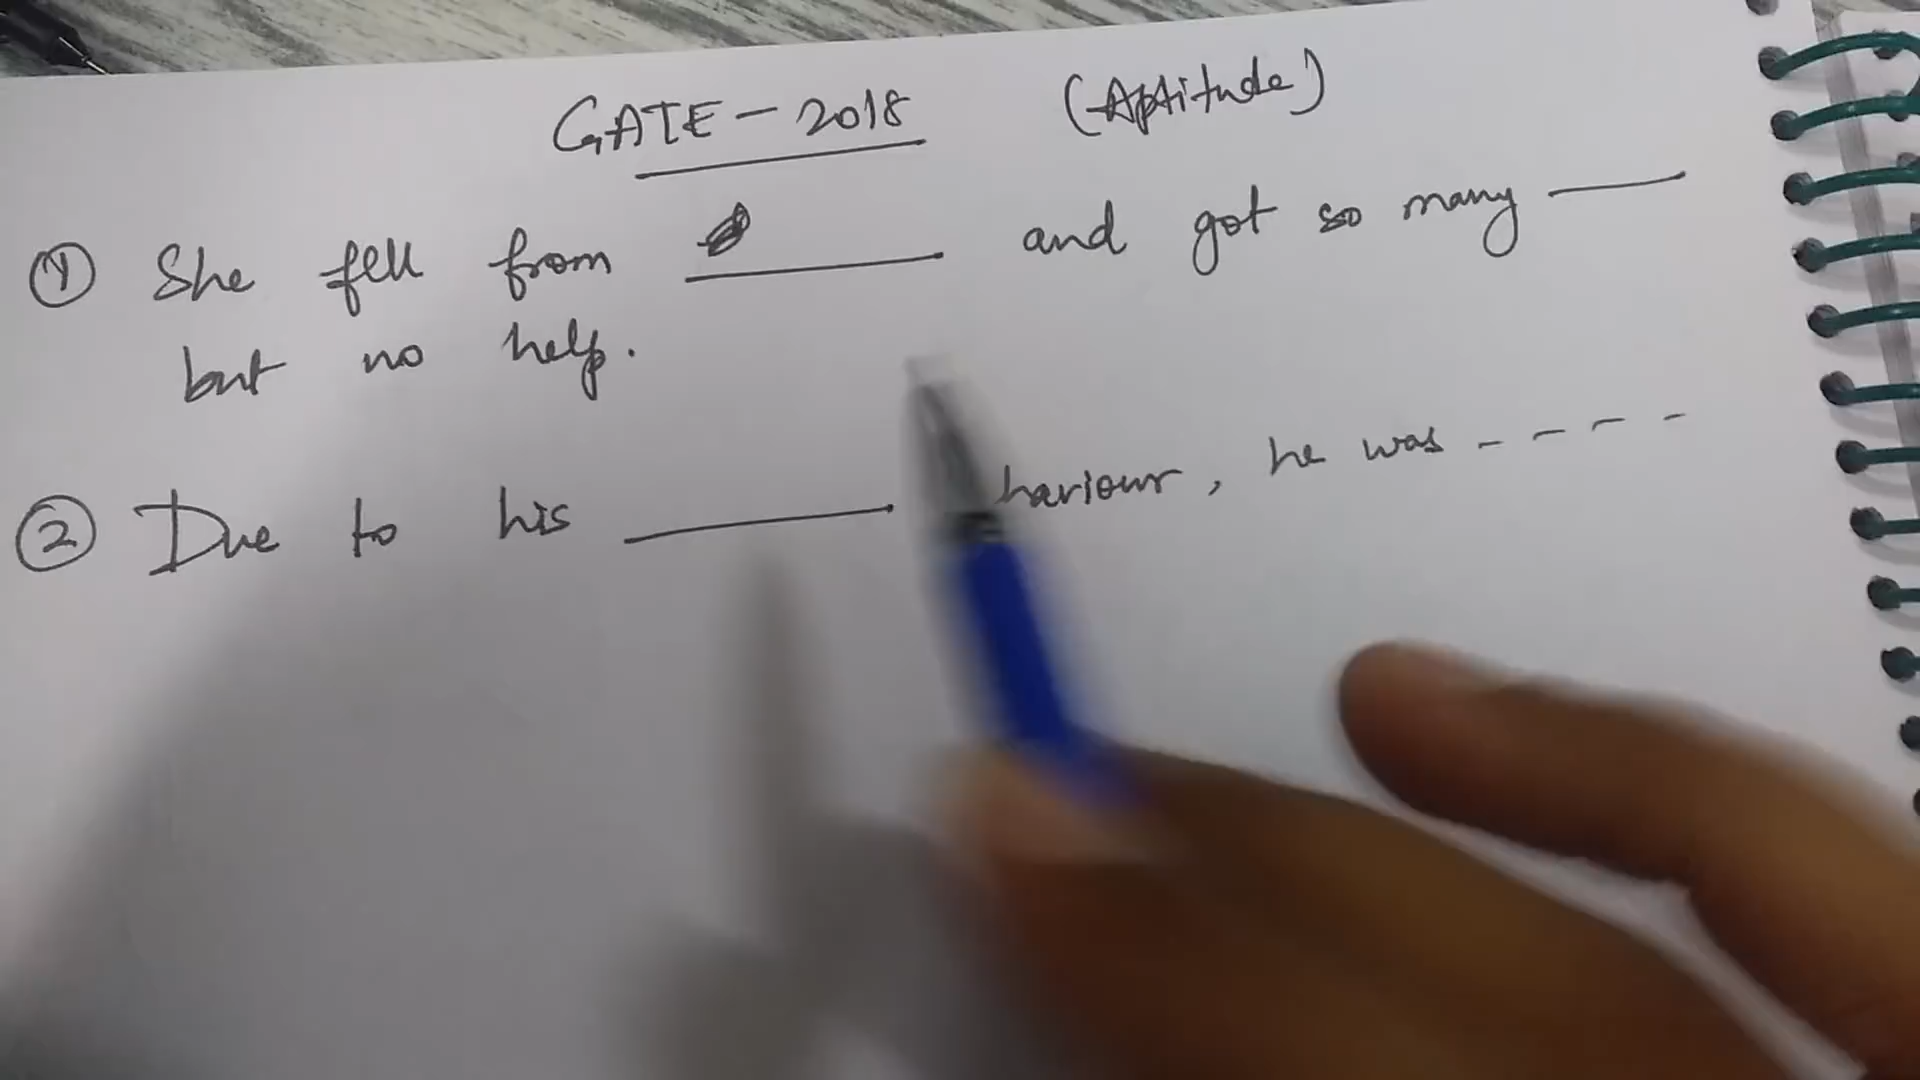 GATE - 2018 (Aptitude)
① She fell from ______ and got so many ____
but no help.
② Due to his ______ haviour, he was - - - -